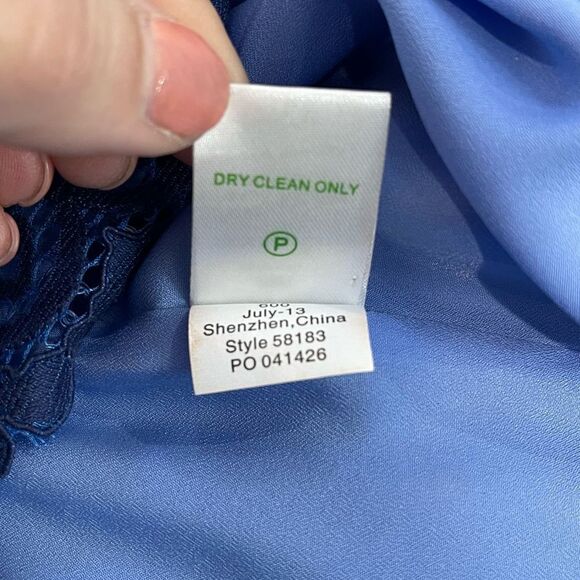 DRY CLEAN ONLY
P
July-13
Shenzhen,China
Style 58183
PO 041426